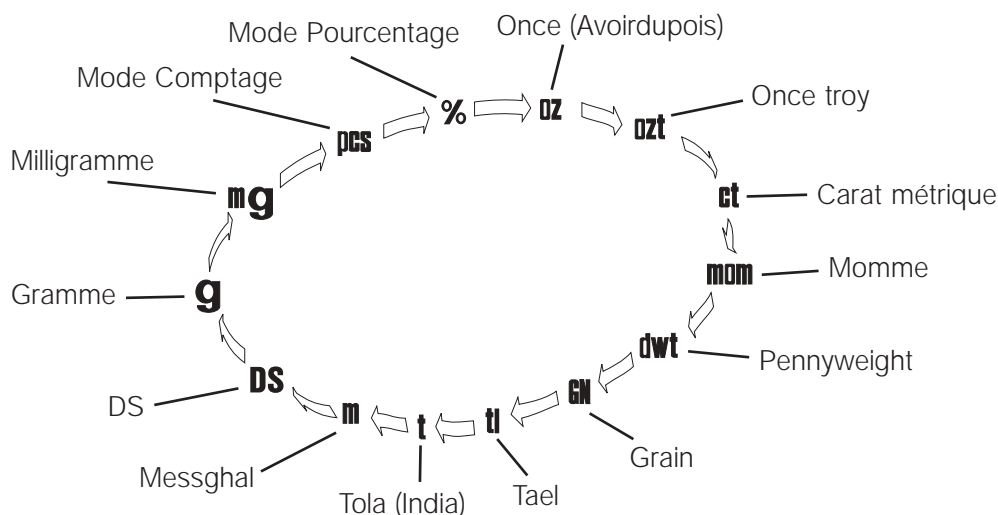 Mode Pourcentage
Once (Avoirdupois)
Mode Comptage
%
oz
Once troy
pcs
ozt
Milligramme
mg
ct
Carat métrique
mom
Momme
Gramme
g
dwt
Pennyweight
DS
DS
GN
m
t
tl
Grain
Messghal
Tola (India)
Tael